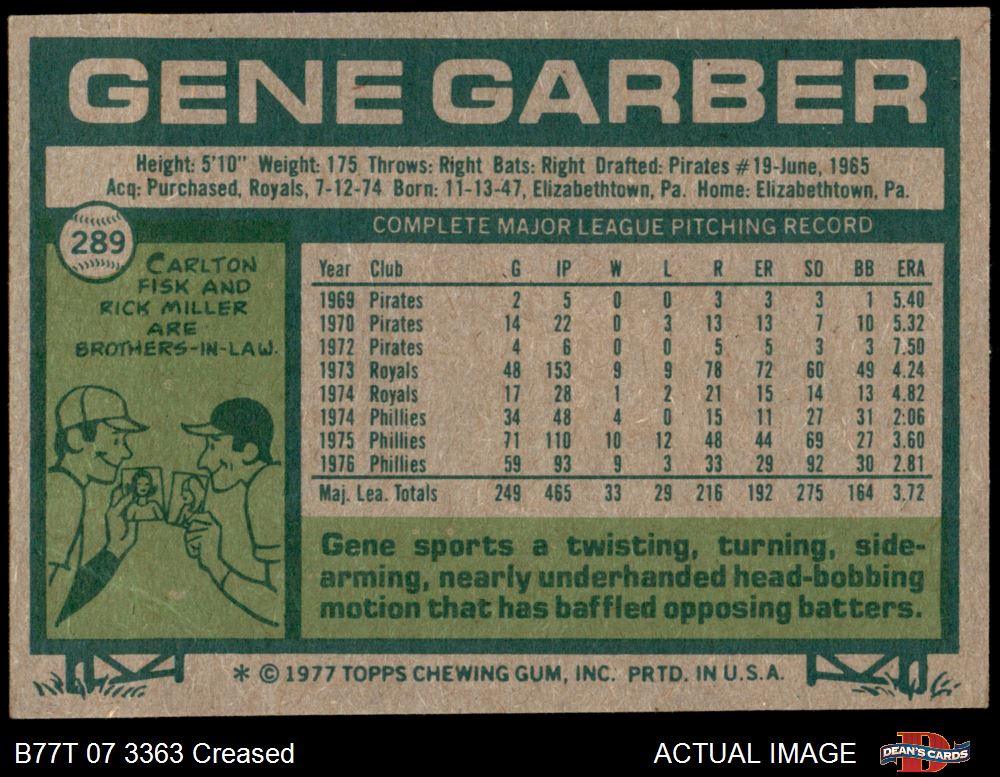 GENE GARBER
Height: 5'10" Weight: 175 Throws: Right Bats: Right Drafted: Pirates #19-June, 1965
Acq: Purchased, Royals, 7-12-74 Born: 11-13-47, Elizabethtown, Pa. Home: Elizabethtown, Pa.
289
CARLTON
FISK AND
RICK MILLER
ARE
BROTHERS-IN-LAW.
COMPLETE MAJOR LEAGUE PITCHING RECORD
Year Club G IP W L R ER SO BB ERA
1969 Pirates 2 5 0 0 3 3 3 1 5.40
1970 Pirates 14 22 0 3 13 13 7 10 5.32
1972 Pirates 4 6 0 0 5 5 3 3 7.50
1973 Royals 48 153 9 9 78 72 60 49 4.24
1974 Royals 17 28 1 2 21 15 14 13 4.82
1974 Phillies 34 48 4 0 15 11 27 31 2:06
1975 Phillies 71 110 10 12 48 44 69 27 3.60
1976 Phillies 59 93 9 3 33 29 92 30 2.81
Maj. Lea. Totals 249 465 33 29 216 192 275 164 3.72
Gene sports a twisting, turning, side-
arming, nearly underhanded head-bobbing
motion that has baffled opposing batters.
* © 1977 TOPPS CHEWING GUM, INC. PRTD. IN U.S.A.
B77T 07 3363 Creased
ACTUAL IMAGE
DEAN'S CARDS